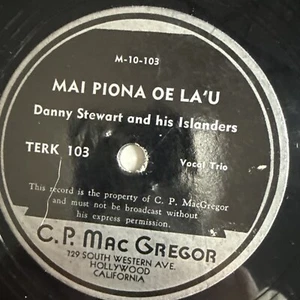 M-10-103
MAI PIONA OE LA'U
Danny Stewart and his Islanders
TERK 103
Vocal Trio
This record is the property of C. P. MacGregor
and must not be broadcast without
his express permission.
C.P. MAC GREGOR
729 SOUTH WESTERN AVE.
HOLLYWOOD
CALIFORNIA